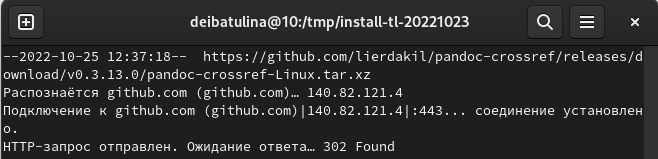 deibatulina@10:/tmp/install-tl-20221023
--2022-10-25 12:37:18--  https://github.com/lierdakil/pandoc-crossref/releases/d
ownload/v0.3.13.0/pandoc-crossref-Linux.tar.xz
Распознаётся github.com (github.com)… 140.82.121.4
Подключение к github.com (github.com)|140.82.121.4|:443... соединение установлен
о.
HTTP-запрос отправлен. Ожидание ответа… 302 Found